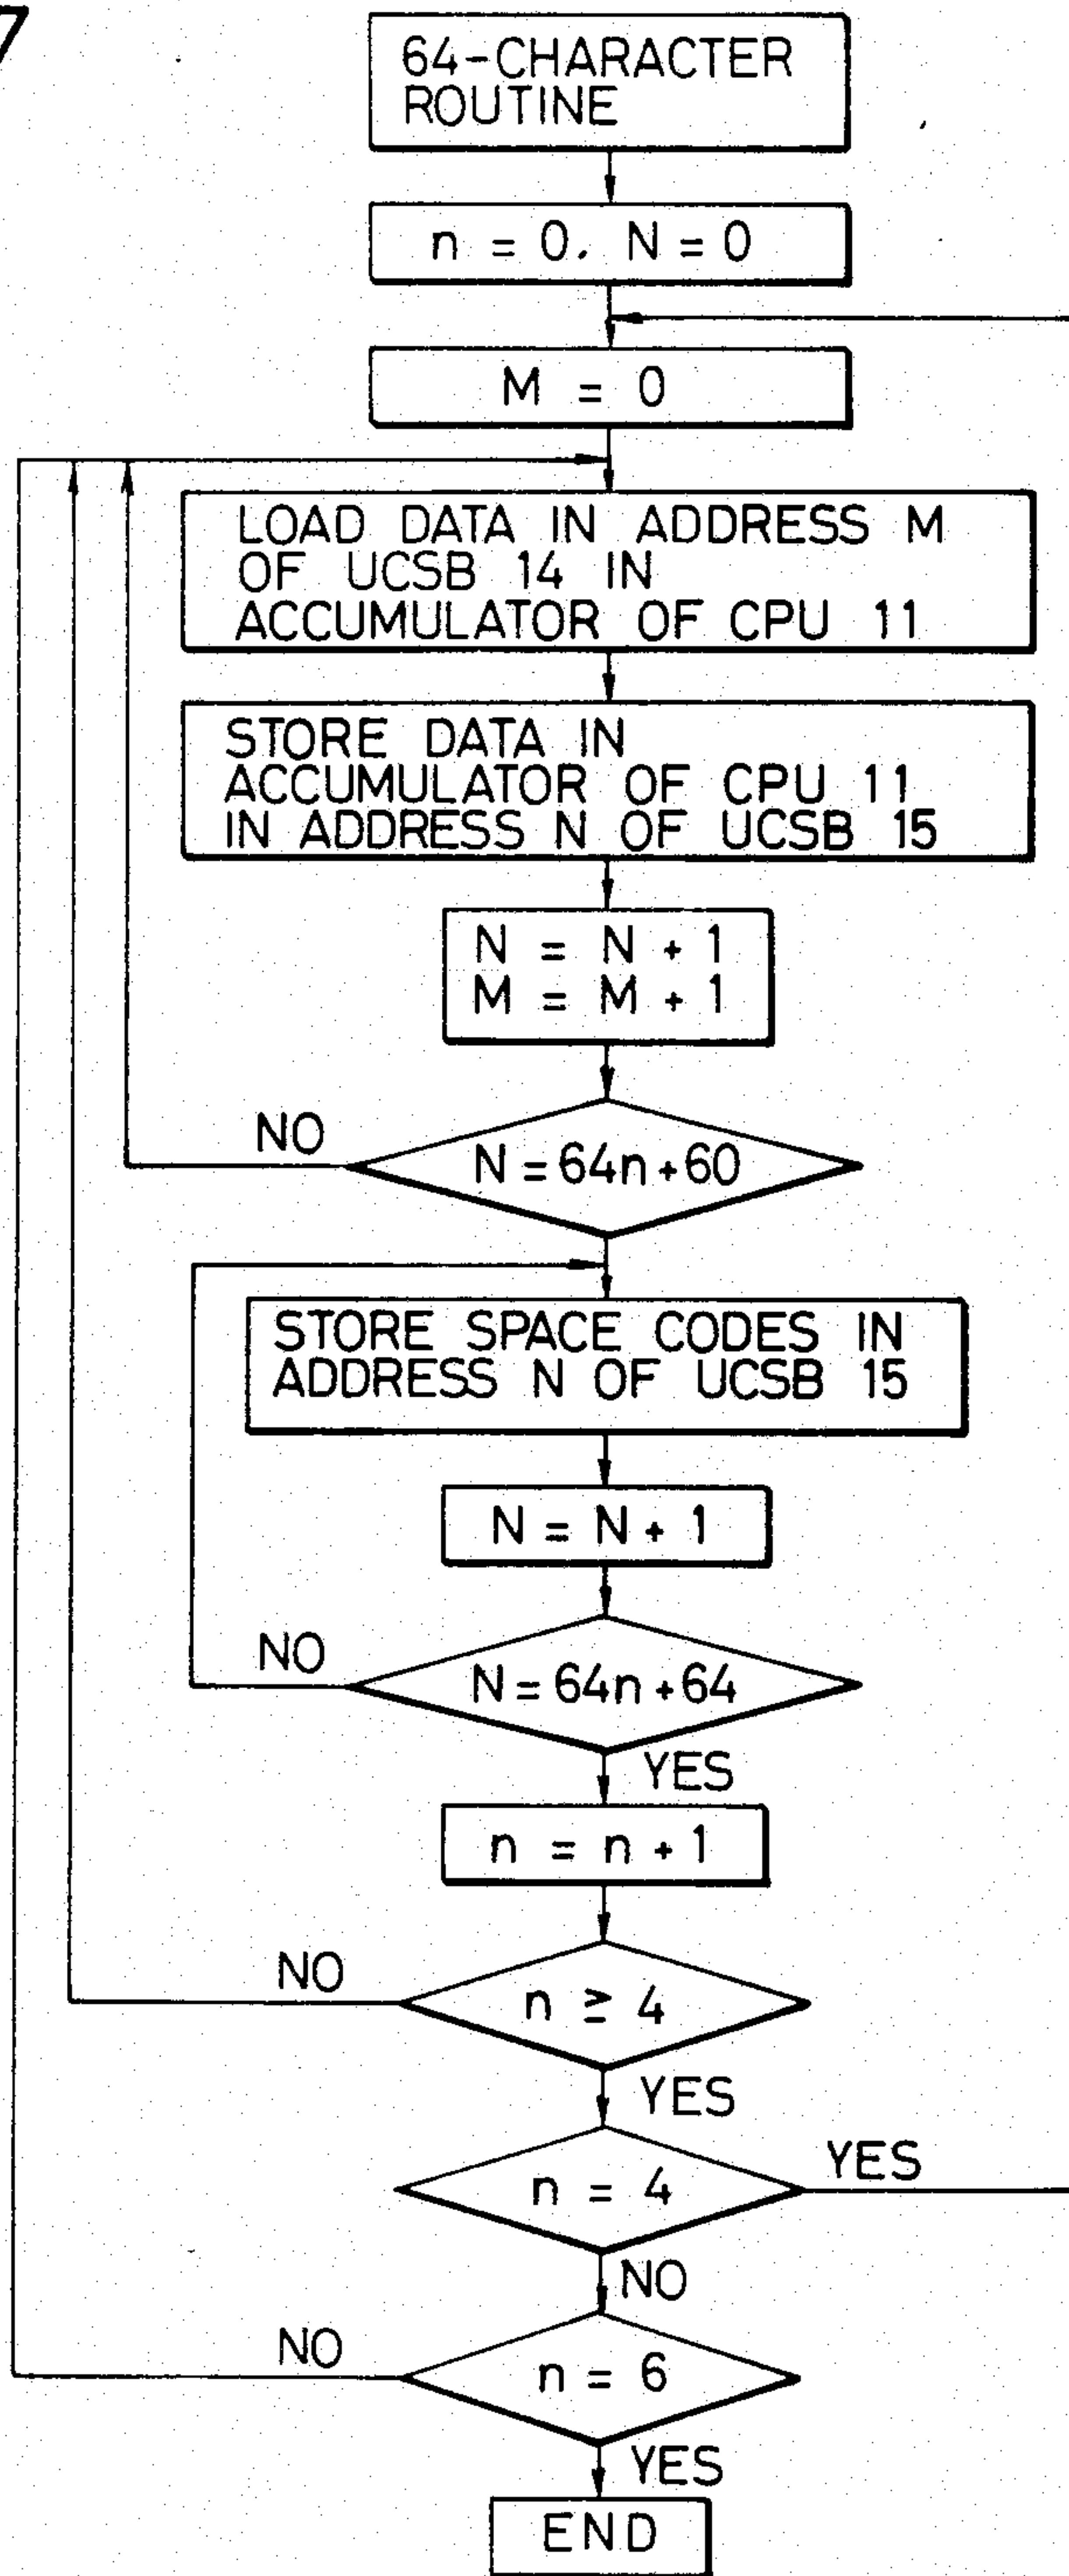 7
64-CHARACTER
ROUTINE
n = 0, N = 0
M = 0
LOAD DATA IN ADDRESS M
OF UCSB 14 IN
ACCUMULATOR OF CPU 11
STORE DATA IN
ACCUMULATOR OF CPU 11
IN ADDRESS N OF UCSB 15
N = N + 1
M = M + 1
NO
N = 64n + 60
STORE SPACE CODES IN
ADDRESS N OF UCSB 15
N = N + 1
NO
N = 64n + 64
YES
n = n + 1
NO
n ≥ 4
YES
n = 4
YES
NO
NO
n = 6
YES
END